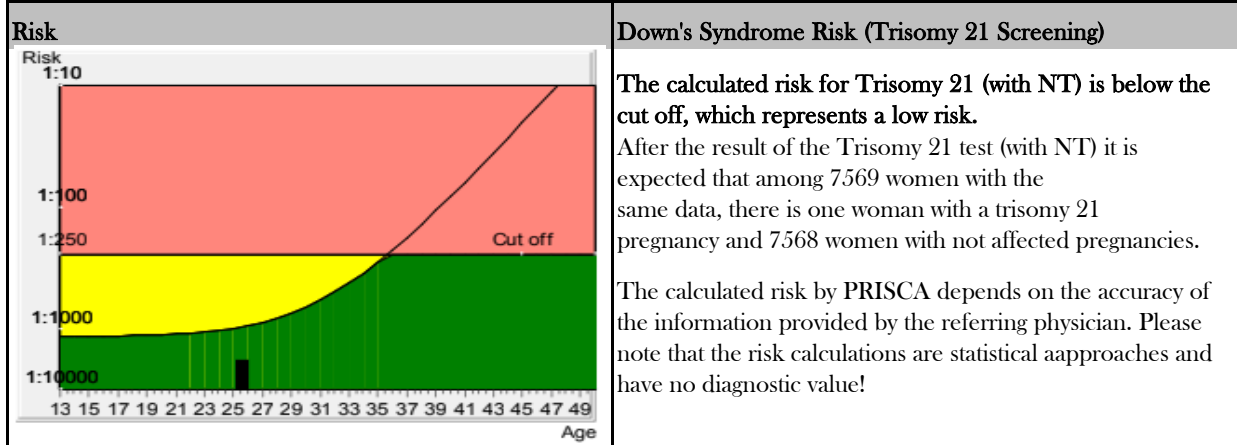 Risk
Risk
1:10
1:100
1:250
Cut off
1:1000
1:10000
13 15 17 19 21 23 25 27 29 31 33 35 37 39 41 43 45 47 49
Age
Down's Syndrome Risk (Trisomy 21 Screening)
The calculated risk for Trisomy 21 (with NT) is below the
cut off, which represents a low risk.
After the result of the Trisomy 21 test (with NT) it is
expected that among 7569 women with the
same data, there is one woman with a trisomy 21
pregnancy and 7568 women with not affected pregnancies.
The calculated risk by PRISCA depends on the accuracy of
the information provided by the referring physician. Please
note that the risk calculations are statistical aapproaches and
have no diagnostic value!